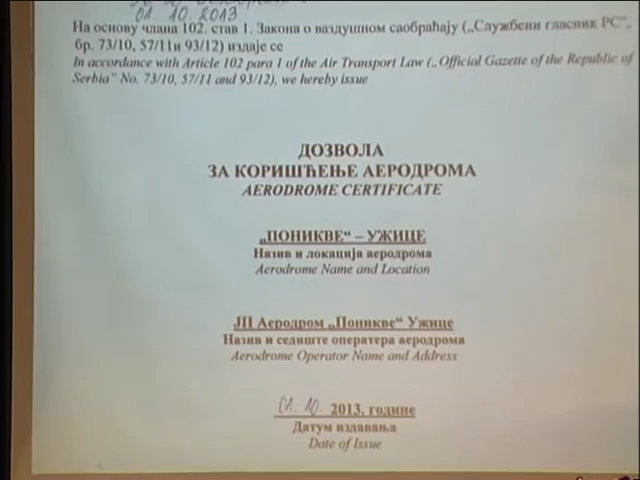 01. 10. 2013
На основу члана 102. став 1. Закона о ваздушном саобраћају („Службени гласник РС”,
бр. 73/10, 57/11и 93/12) издаје се
In accordance with Article 102 para 1 of the Air Transport Law („Official Gazette of the Republic of
Serbia” No. 73/10, 57/11 and 93/12), we hereby issue
ДОЗВОЛА
ЗА КОРИШЋЕЊЕ АЕРОДРОМА
AERODROME CERTIFICATE
„ПОНИКВЕ“ – УЖИЦЕ
Назив и локација аеродрома
Aerodrome Name and Location
ЈП Аеродром „Поникве“ Ужице
Назив и седиште оператера аеродрома
Aerodrome Operator Name and Address
01. 10. 2013. године
Датум издавања
Date of Issue